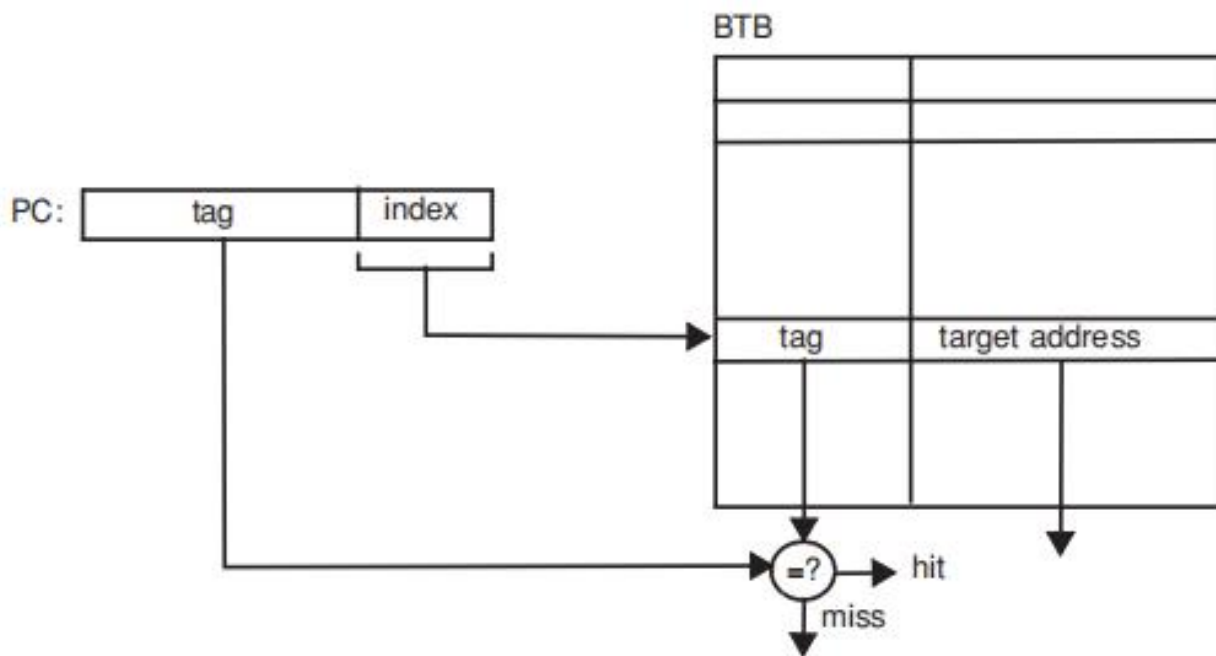 BTB
PC:
tag
index
tag
target address
=?
hit
miss